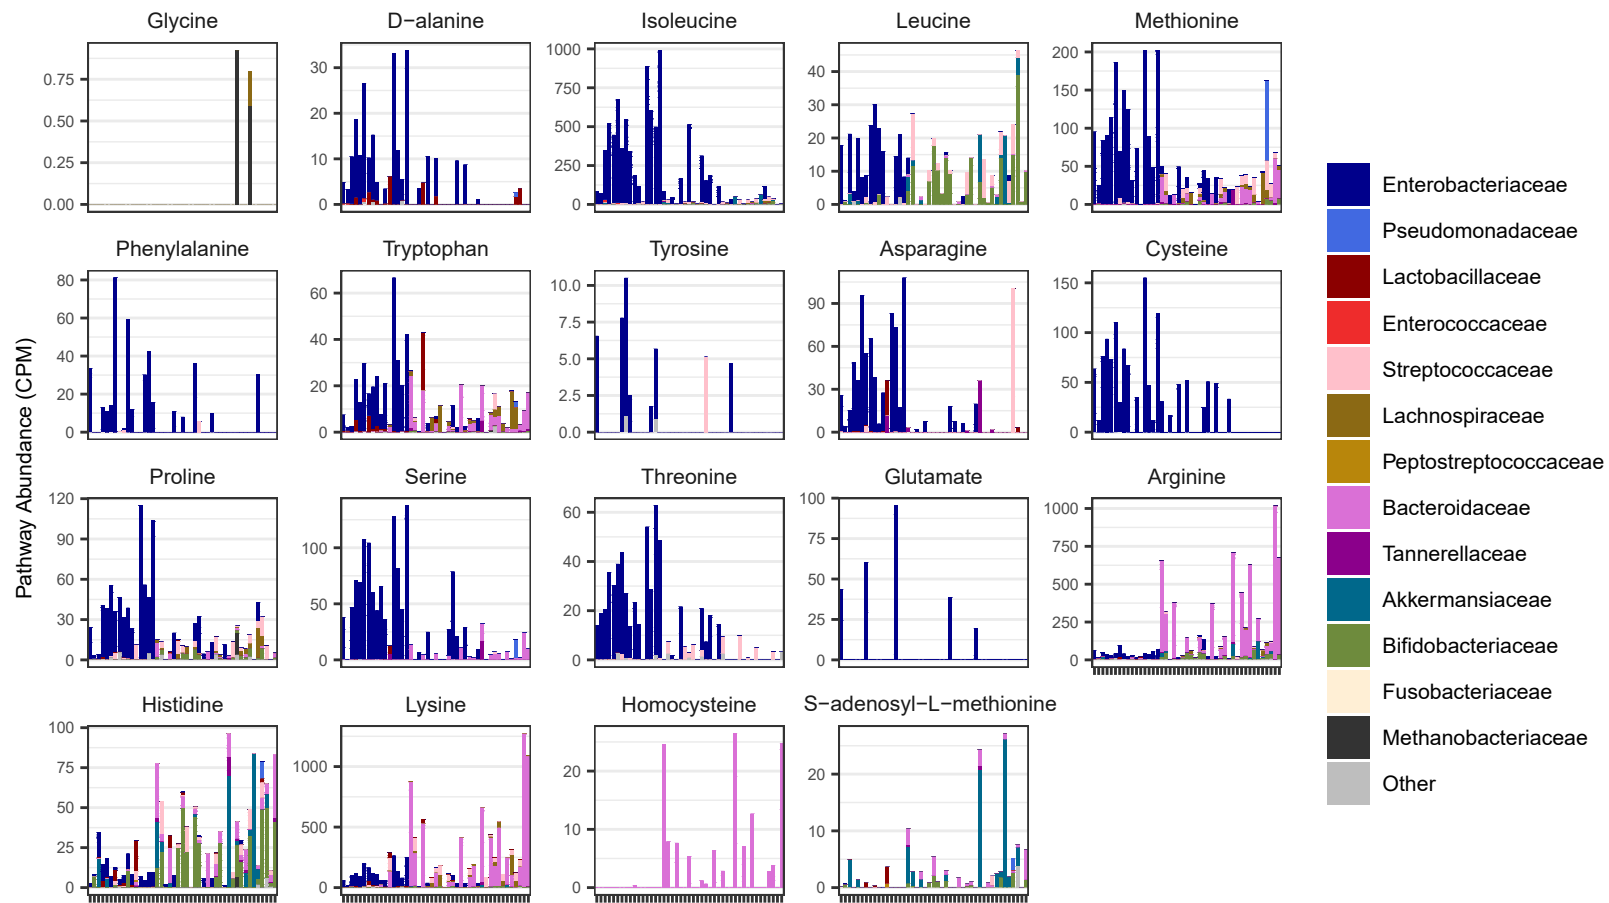 Glycine
D−alanine
Isoleucine
Leucine
Methionine
0.75
0.50
0.25
0.00
30
20
10
0
1000
750
500
250
0
40
30
20
10
0
200
150
100
50
0
Phenylalanine
Tryptophan
Tyrosine
Asparagine
Cysteine
80
60
40
20
0
60
40
20
0
10.0
7.5
5.0
2.5
0.0
90
60
30
0
150
100
50
0
Pathway Abundance (CPM)
Proline
Serine
Threonine
Glutamate
Arginine
120
90
60
30
0
100
50
0
60
40
20
0
100
75
50
25
0
1000
750
500
250
0
Histidine
Lysine
Homocysteine
S−adenosyl−L−methionine
100
75
50
25
0
1000
500
0
20
10
0
20
10
0
Enterobacteriaceae
Pseudomonadaceae
Lactobacillaceae
Enterococcaceae
Streptococcaceae
Lachnospiraceae
Peptostreptococcaceae
Bacteroidaceae
Tannerellaceae
Akkermansiaceae
Bifidobacteriaceae
Fusobacteriaceae
Methanobacteriaceae
Other